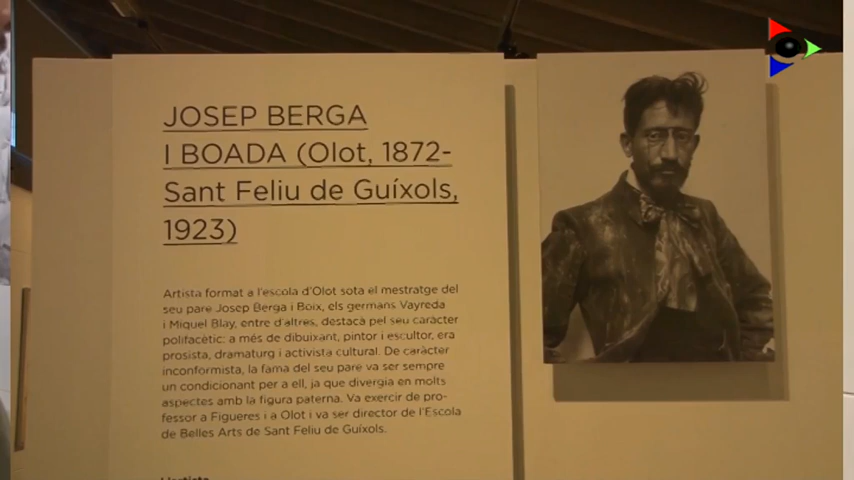 JOSEP BERGA
I BOADA (Olot, 1872-
Sant Feliu de Guíxols,
1923)
Artista format a l'escola d'Olot sota el mestratge del
seu pare Josep Berga i Boix, els germans Vayreda
i Miquel Blay, entre d'altres, destacà pel seu caràcter
polifacètic: a més de dibuixant, pintor i escultor, era
prosista, dramaturg i activista cultural. De caràcter
inconformista, la fama del seu pare va ser sempre
un condicionant per a ell, ja que divergia en molts
aspectes amb la figura paterna. Va exercir de pro-
fessor a Figueres i a Olot i va ser director de l'Escola
de Belles Arts de Sant Feliu de Guíxols.